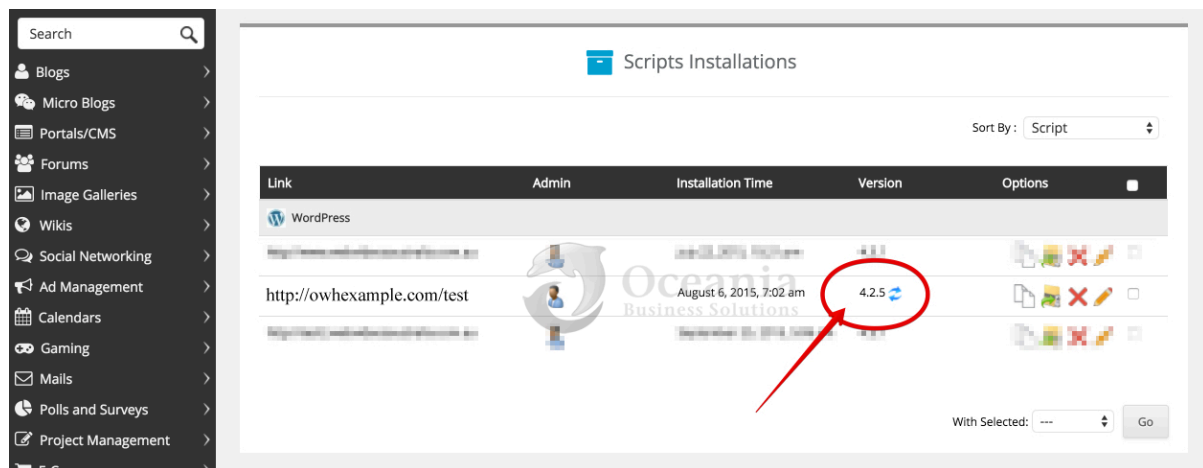 Search
Blogs
Micro Blogs
Portals/CMS
Forums
Image Galleries
Wikis
Social Networking
Ad Management
Calendars
Gaming
Mails
Polls and Surveys
Project Management
Scripts Installations
Sort By : Script
Link Admin Installation Time Version Options
WordPress
Oceania
Business Solutions
http://owhexample.com/test August 6, 2015, 7:02 am 4.2.5
With Selected: --- Go